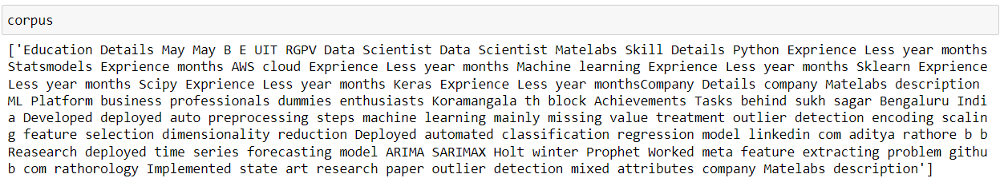 corpus
['Education Details May May B E UIT RGPV Data Scientist Data Scientist Matelabs Skill Details Python Exprience Less year months
Statsmodels Exprience months AWS cloud Exprience Less year months Machine learning Exprience Less year months Sklearn Exprience
Less year months Scipy Exprience Less year months Keras Exprience Less year monthsCompany Details company Matelabs description
ML Platform business professionals dummies enthusiasts Koramangala th block Achievements Tasks behind sukh sagar Bengaluru Indi
a Developed deployed auto preprocessing steps machine learning mainly missing value treatment outlier detection encoding scalin
g feature selection dimensionality reduction Deployed automated classification regression model linkedin com aditya rathore b b
Reasearch deployed time series forecasting model ARIMA SARIMAX Holt winter Prophet Worked meta feature extracting problem githu
b com rathorology Implemented state art research paper outlier detection mixed attributes company Matelabs description']